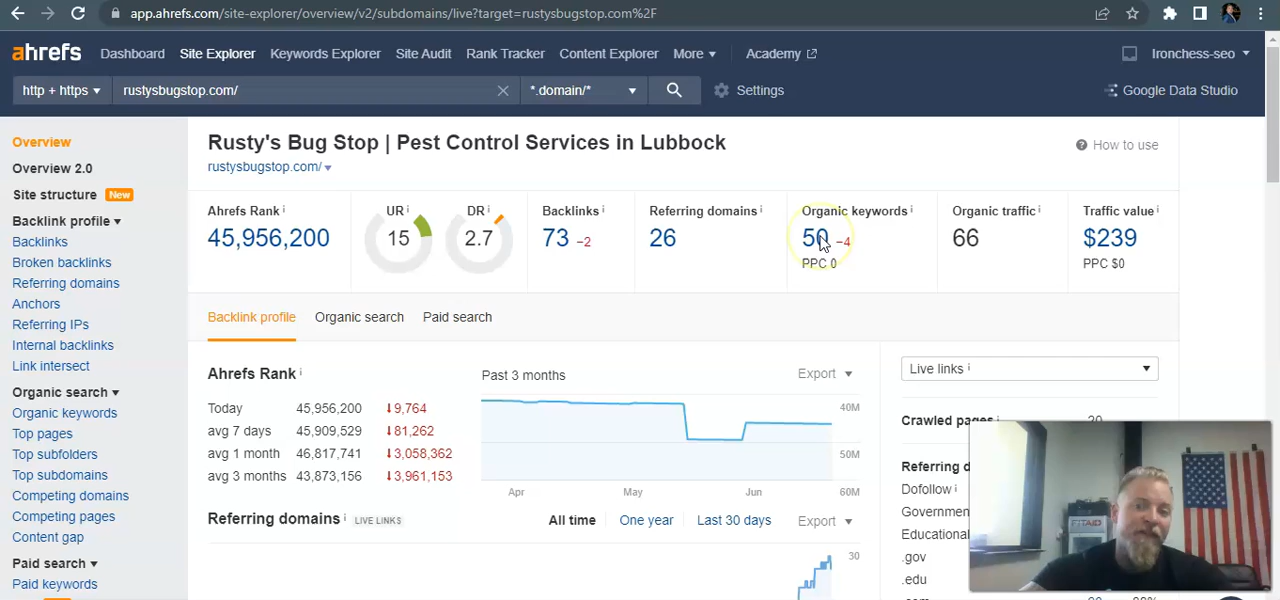 app.ahrefs.com/site-explorer/overview/v2/subdomains/live?target=rustysbugstop.com%2F
ahrefs Dashboard Site Explorer Keywords Explorer Site Audit Rank Tracker Content Explorer More Academy Ironchess-seo
http + https rustysbugstop.com/ *.domain/* Settings Google Data Studio
Overview
Overview 2.0
Site structure New
Backlink profile
Backlinks
Broken backlinks
Referring domains
Anchors
Referring IPs
Internal backlinks
Link intersect
Organic search
Organic keywords
Top pages
Top subfolders
Top subdomains
Competing domains
Competing pages
Content gap
Paid search
Paid keywords
Rusty's Bug Stop | Pest Control Services in Lubbock How to use
rustysbugstop.com/
Ahrefs Rank UR DR Backlinks Referring domains Organic keywords Organic traffic Traffic value
45,956,200 15 2.7 73 -2 26 50 -4 66 $239
PPC 0 PPC $0
Backlink profile Organic search Paid search
Ahrefs Rank Past 3 months Export
Today 45,956,200 ↓9,764
avg 7 days 45,909,529 ↓81,262
avg 1 month 46,817,741 ↓3,058,362
avg 3 months 43,873,156 ↓3,961,153
40M
50M
60M
Apr May Jun
Referring domains LIVE LINKS All time One year Last 30 days Export
30
Live links
Crawled pages 20
Referring d
Dofollow
Governmen
Educational
.gov
.edu
FITAID